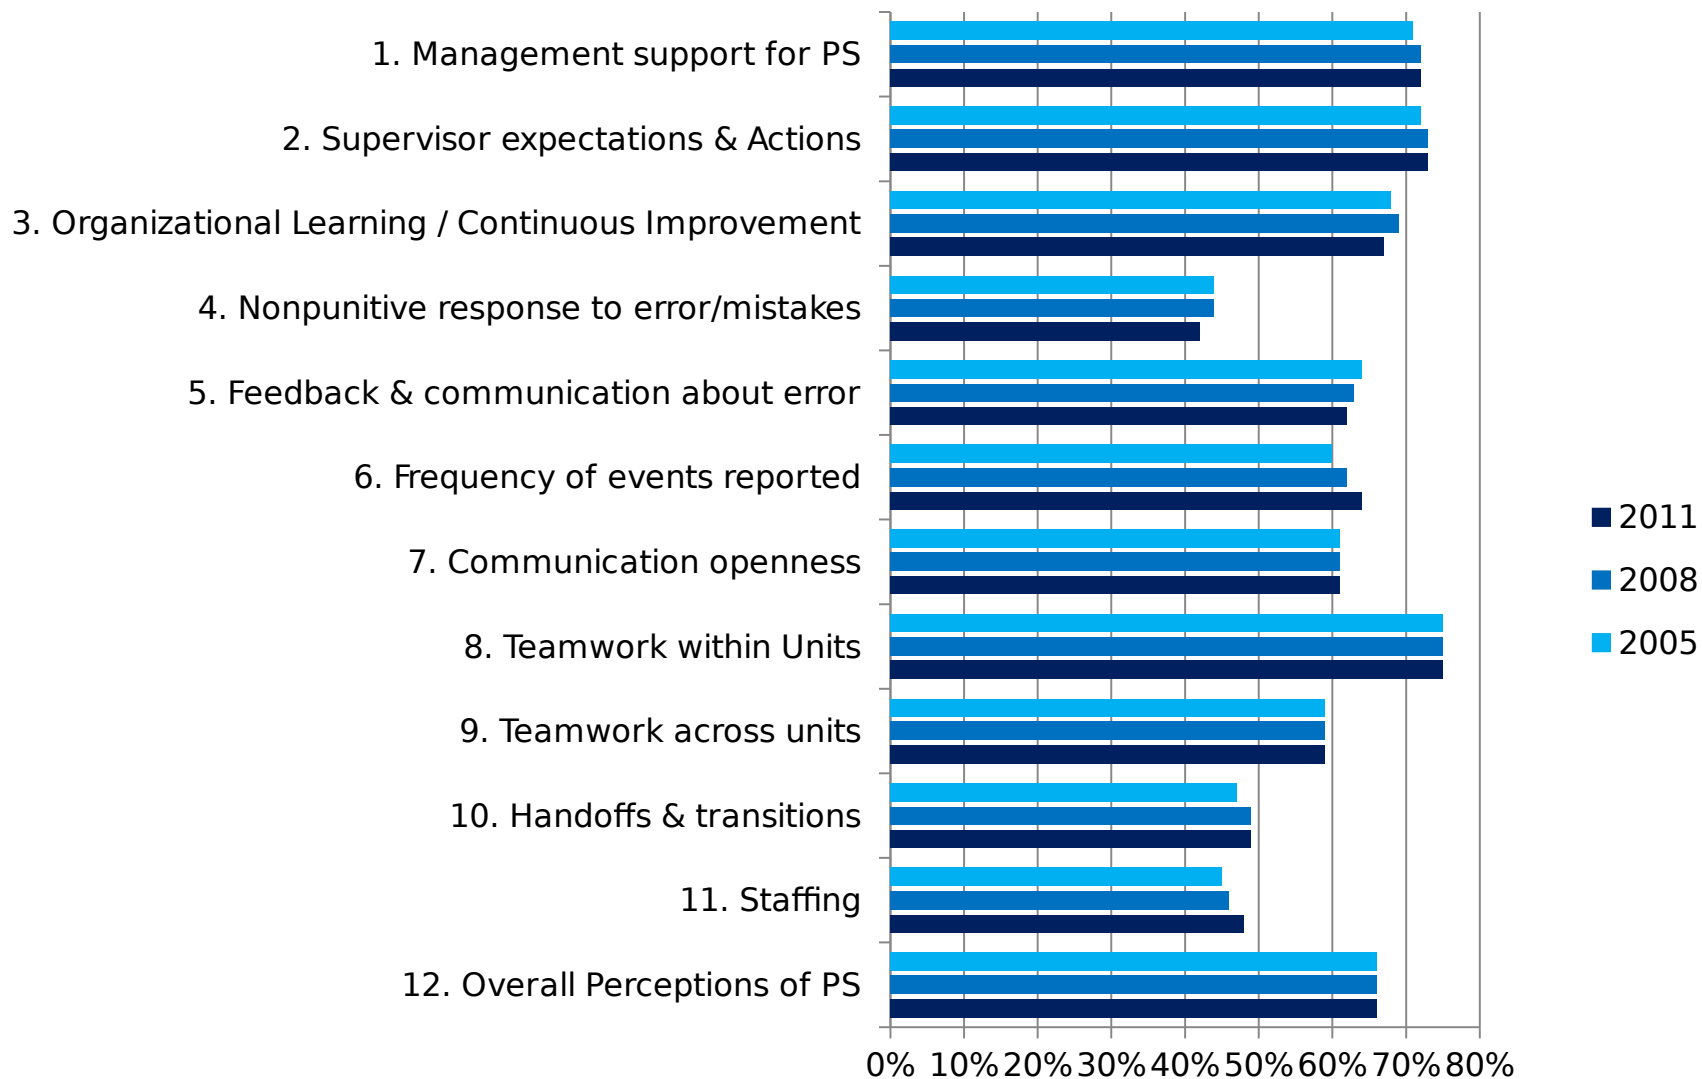 1. Management support for PS
2. Supervisor expectations & Actions
3. Organizational Learning / Continuous Improvement
4. Nonpunitive response to error/mistakes
5. Feedback & communication about error
6. Frequency of events reported
7. Communication openness
8. Teamwork within Units
9. Teamwork across units
10. Handoffs & transitions
11. Staffing
12. Overall Perceptions of PS
0% 10% 20% 30% 40% 50% 60% 70% 80%
2011
2008
2005